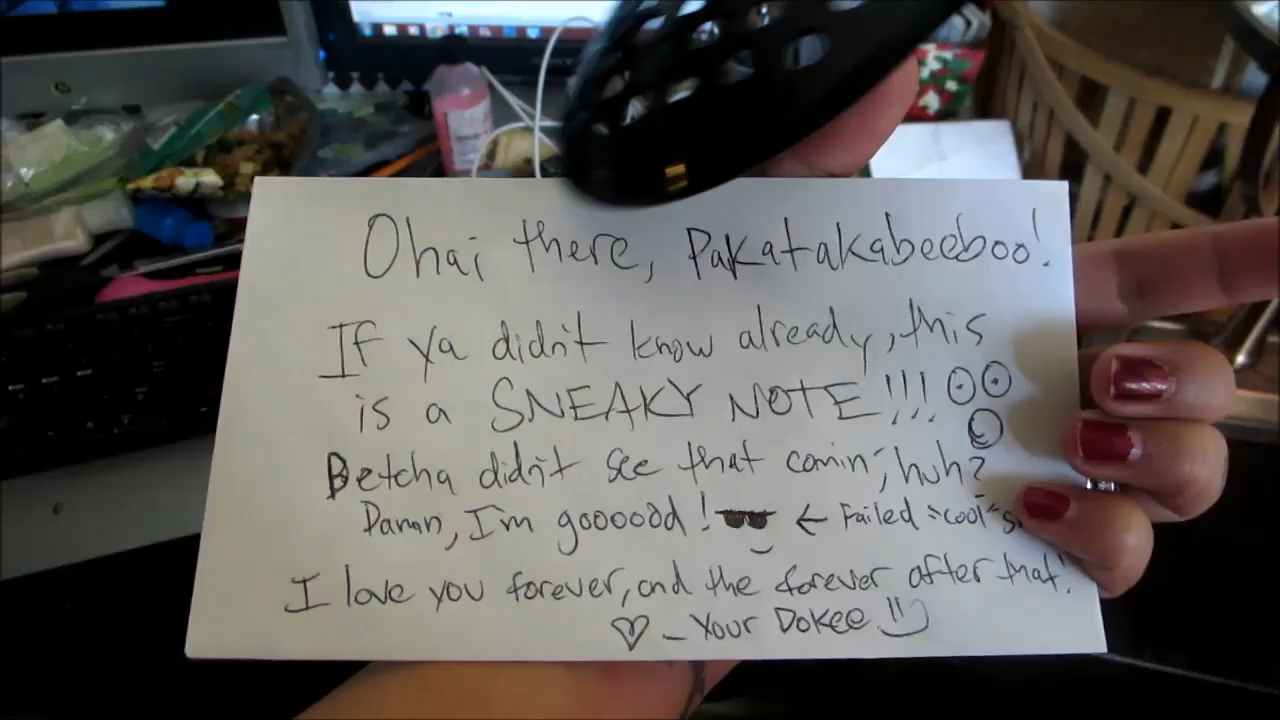 Ohai there, Pakatakabeeboo!
If ya didn't know already, this
is a SNEAKY NOTE!!!
Betcha didn't see that comin', huh?
Damn, I'm goooood! ← Failed "cool"
I love you forever, and the forever after that!
♡ - Your Dokee =)